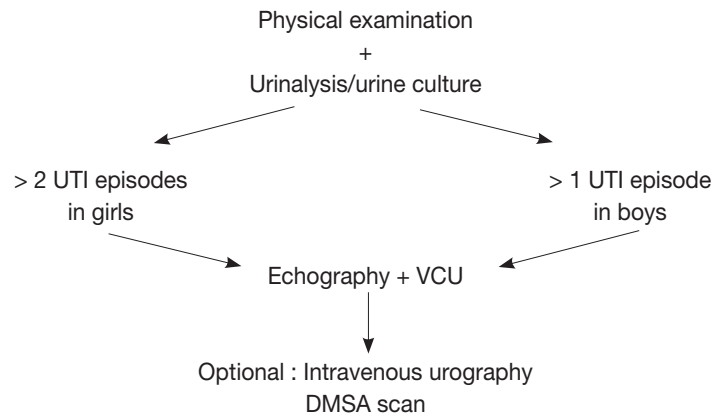 Physical examination
+
Urinalysis/urine culture
> 2 UTI episodes
in girls
> 1 UTI episode
in boys
Echography + VCU
Optional : Intravenous urography
DMSA scan